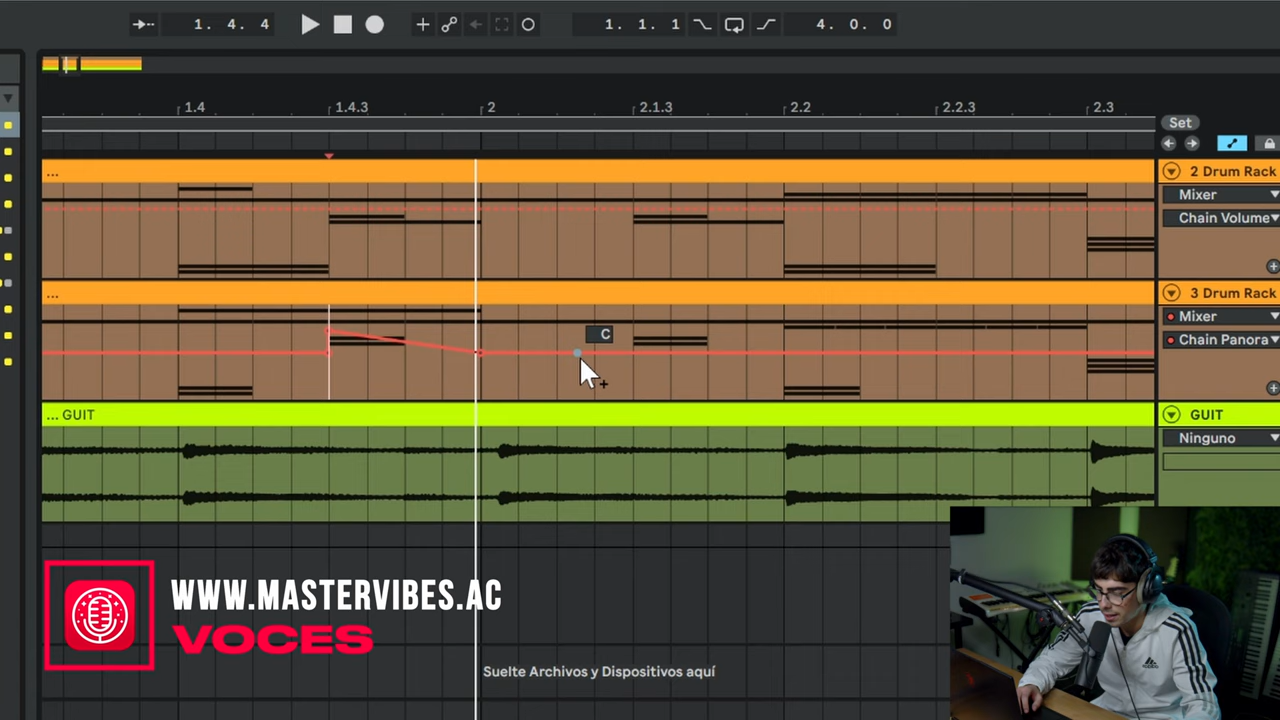 1. 4. 4
1. 1. 1
4. 0. 0
1.4
1.4.3
2
2.1.3
2.2
2.2.3
2.3
Set
...
2 Drum Rack
Mixer
Chain Volume
...
3 Drum Rack
Mixer
Chain Panora
C
... GUIT
GUIT
Ninguno
WWW.MASTERVIBES.AC
VOCES
Suelte Archivos y Dispositivos aquí